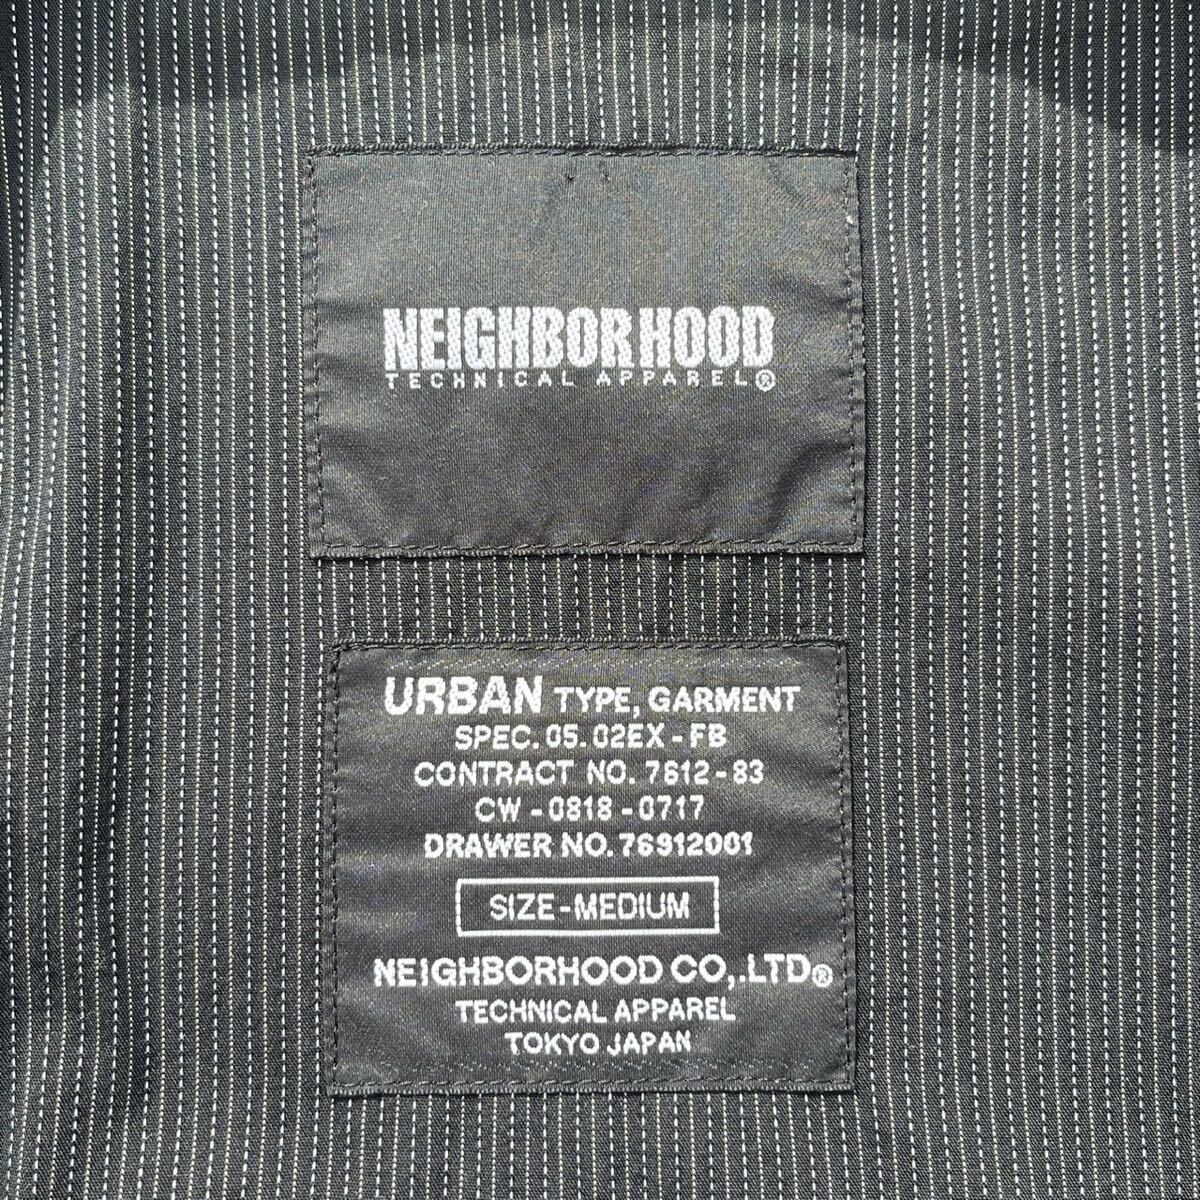 NEIGHBORHOOD
TECHNICAL APPAREL®
URBAN TYPE, GARMENT
SPEC. 05. 02EX - FB
CONTRACT NO. 7612 - 83
CW - 0818 - 0717
DRAWER NO. 76912001
SIZE - MEDIUM
NEIGHBORHOOD CO,.LTD®
TECHNICAL APPAREL
TOKYO JAPAN